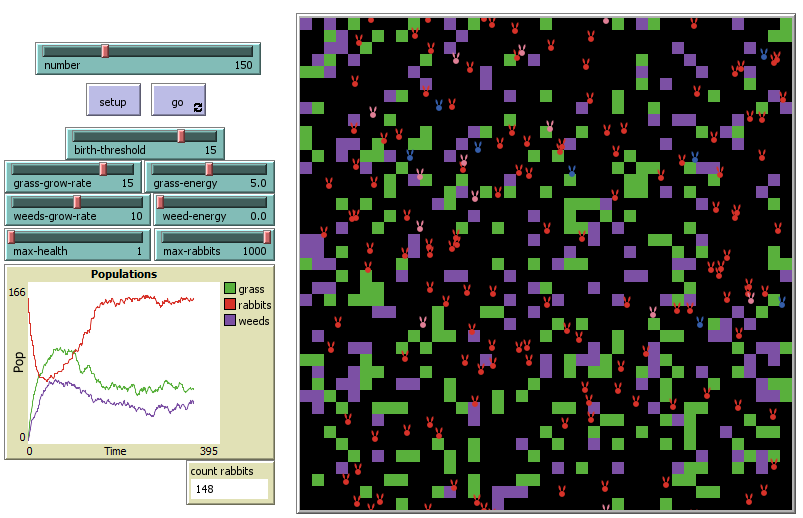 number 150
setup
go
birth-threshold 15
grass-grow-rate 15
grass-energy 5.0
weeds-grow-rate 10
weed-energy 0.0
max-health 1
max-rabbits 1000
Populations
166
Pop
0
0
Time
395
grass
rabbits
weeds
count rabbits
148